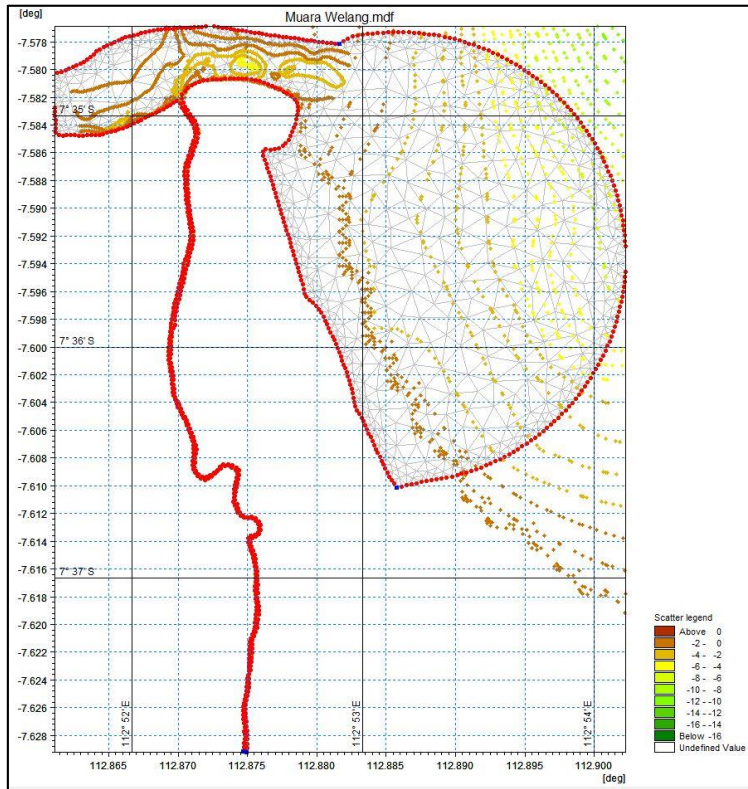 Muara Welang.mdf
[deg]
-7.578
-7.580
-7.582
7° 35' S
-7.584
-7.586
-7.588
-7.590
-7.592
-7.594
-7.596
-7.598
7° 36' S
-7.600
-7.602
-7.604
-7.606
-7.608
-7.610
-7.612
-7.614
-7.616
7° 37' S
-7.618
-7.620
-7.622
-7.624
-7.626
-7.628
112° 52' E
112° 53' E
112° 54' E
112.865 112.870 112.875 112.880 112.885 112.890 112.895 112.900
[deg]
Scatter legend
Above 0
-2 - 0
-4 - -2
-6 - -4
-8 - -6
-10 - -8
-12 - -10
-14 - -12
-16 - -14
Below -16
Undefined Value